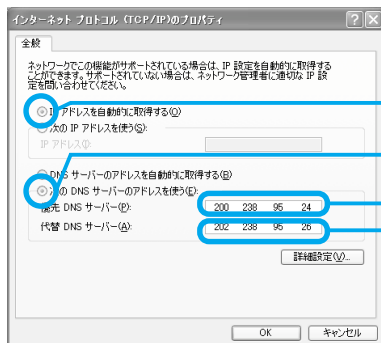 インターネット プロトコル (TCP/IP)のプロパティ
全般
ネットワークでこの機能がサポートされている場合は、IP 設定を自動的に取得する
ことができます。サポートされていない場合は、ネットワーク管理者に適切な IP 設
定を問い合わせてください。
IP アドレスを自動的に取得する(O)
次の IP アドレスを使う(S):
IP アドレス(I):
DNS サーバーのアドレスを自動的に取得する(B)
次の DNS サーバーのアドレスを使う(E):
優先 DNS サーバー(P): 200 238 95 24
代替 DNS サーバー(A): 202 238 95 26
詳細設定(V)...
OK キャンセル